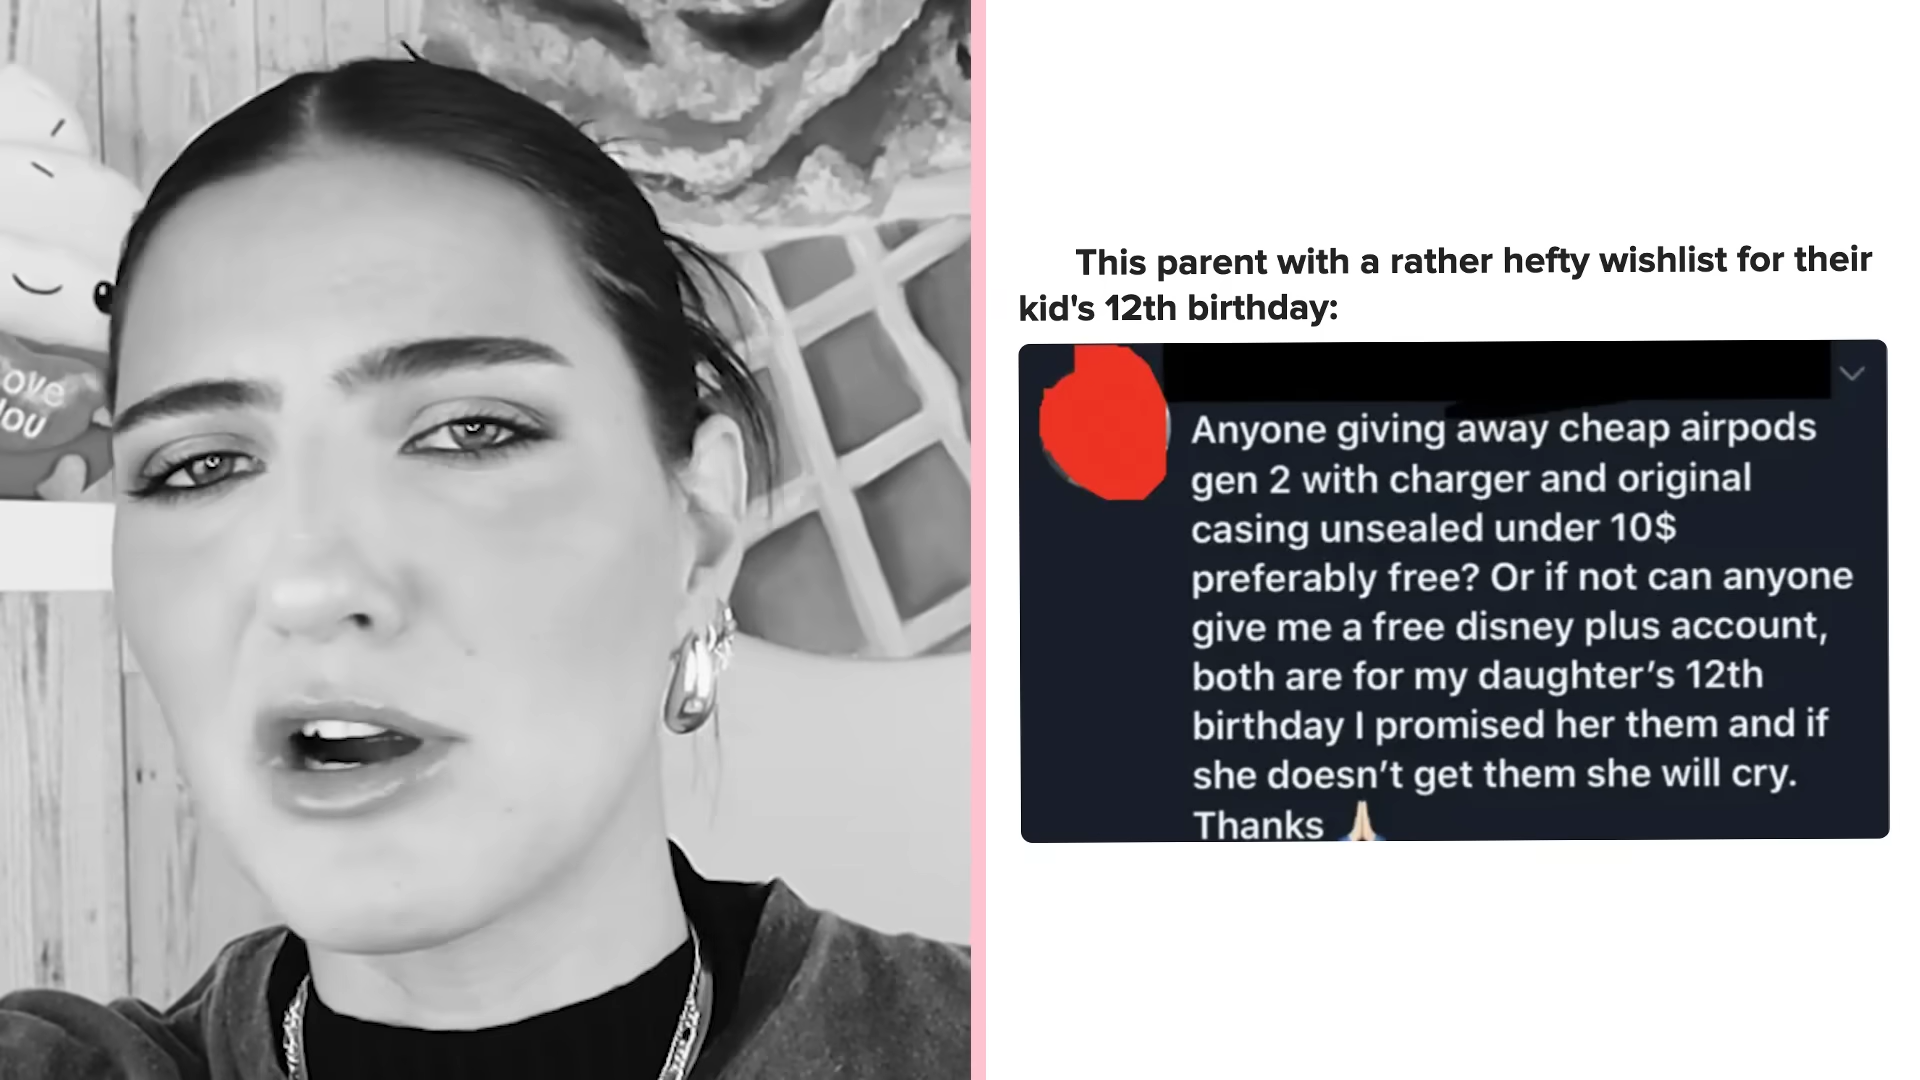 ove
You
This parent with a rather hefty wishlist for their
kid's 12th birthday:
Anyone giving away cheap airpods
gen 2 with charger and original
casing unsealed under 10$
preferably free? Or if not can anyone
give me a free disney plus account,
both are for my daughter’s 12th
birthday I promised her them and if
she doesn’t get them she will cry.
Thanks 🙏🏻